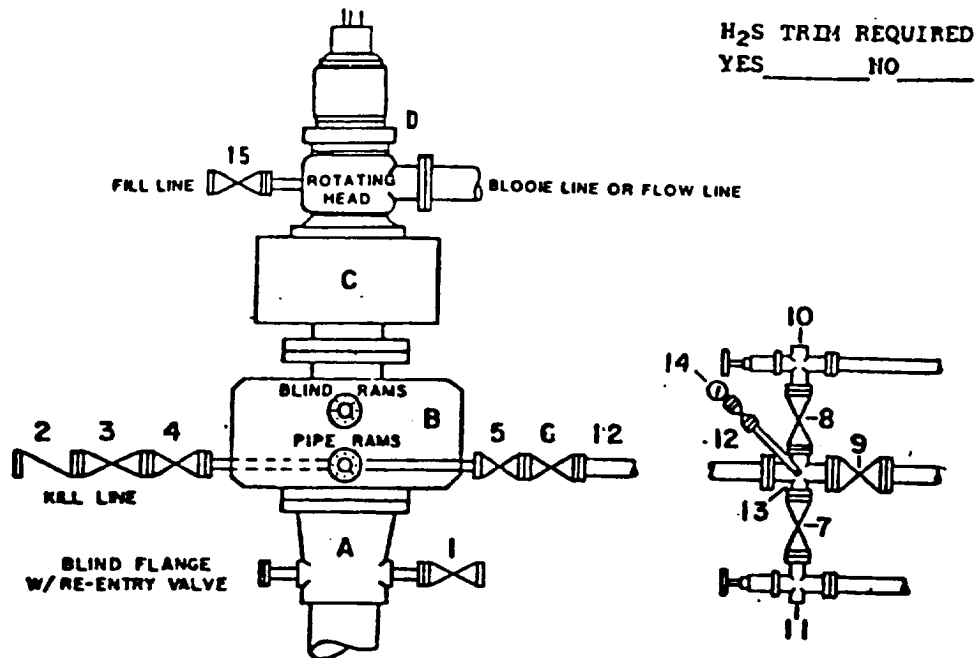 H₂S TRIM REQUIRED
YES______NO______
D
15
FILL LINE
ROTATING
HEAD
BLOOIE LINE OR FLOW LINE
C
10
14
BLIND RAMS
B
8
PIPE RAMS
2 3 4
5 6 12
12
9
KILL LINE
13
7
A
1
BLIND FLANGE
W/RE-ENTRY VALVE
11